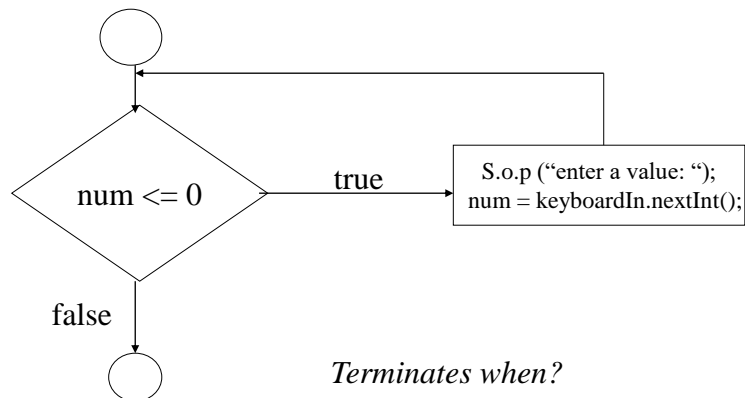 num <= 0
true
S.o.p (“enter a value: “);
num = keyboardIn.nextInt();
false
Terminates when?